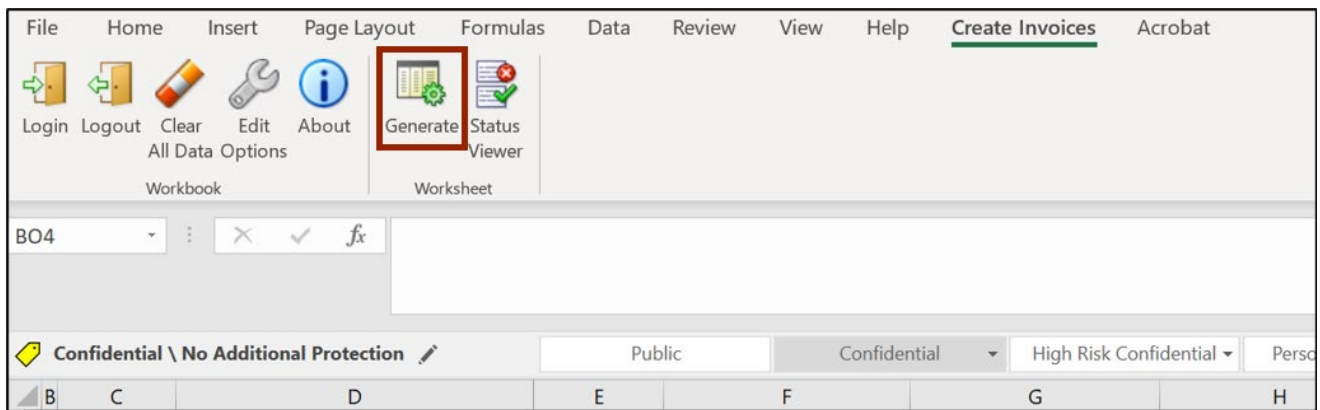 File Home Insert Page Layout Formulas Data Review View Help Create Invoices Acrobat
Login Logout Clear Edit About Generate Status
All Data Options Viewer
Workbook Worksheet
BO4 fx
Confidential \ No Additional Protection Public Confidential High Risk Confidential Perso
B C D E F G H